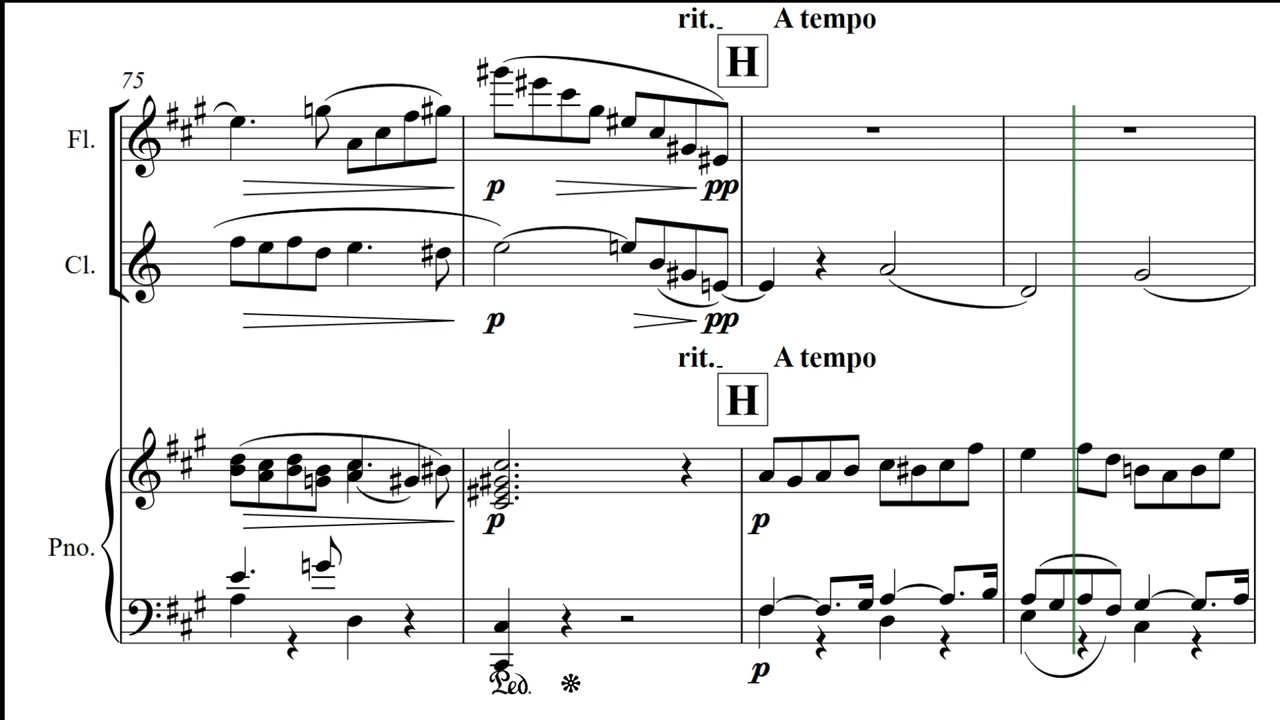 rit. A tempo
H
75
Fl.
p pp
Cl.
p pp
rit. A tempo
H
Pno.
p p
Ped.
p